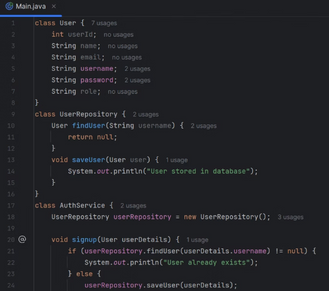 Main.java
1 class User { 7 usages
2 int userId; no usages
3 String name; no usages
4 String email; no usages
5 String username; 2 usages
6 String password; 2 usages
7 String role; no usages
8 }
9 class UserRepository { 2 usages
10 User findUser(String username) { 2 usages
11 return null;
12 }
13 void saveUser(User user) { 1 usage
14 System.out.println("User stored in database");
15 }
16 }
17 class AuthService { 2 usages
18 UserRepository userRepository = new UserRepository(); 3 usages
19
20 void signup(User userDetails) { 1 usage
21 if (userRepository.findUser(userDetails.username) != null) {
22 System.out.println("User already exists");
23 } else {
24 userRepository.saveUser(userDetails);